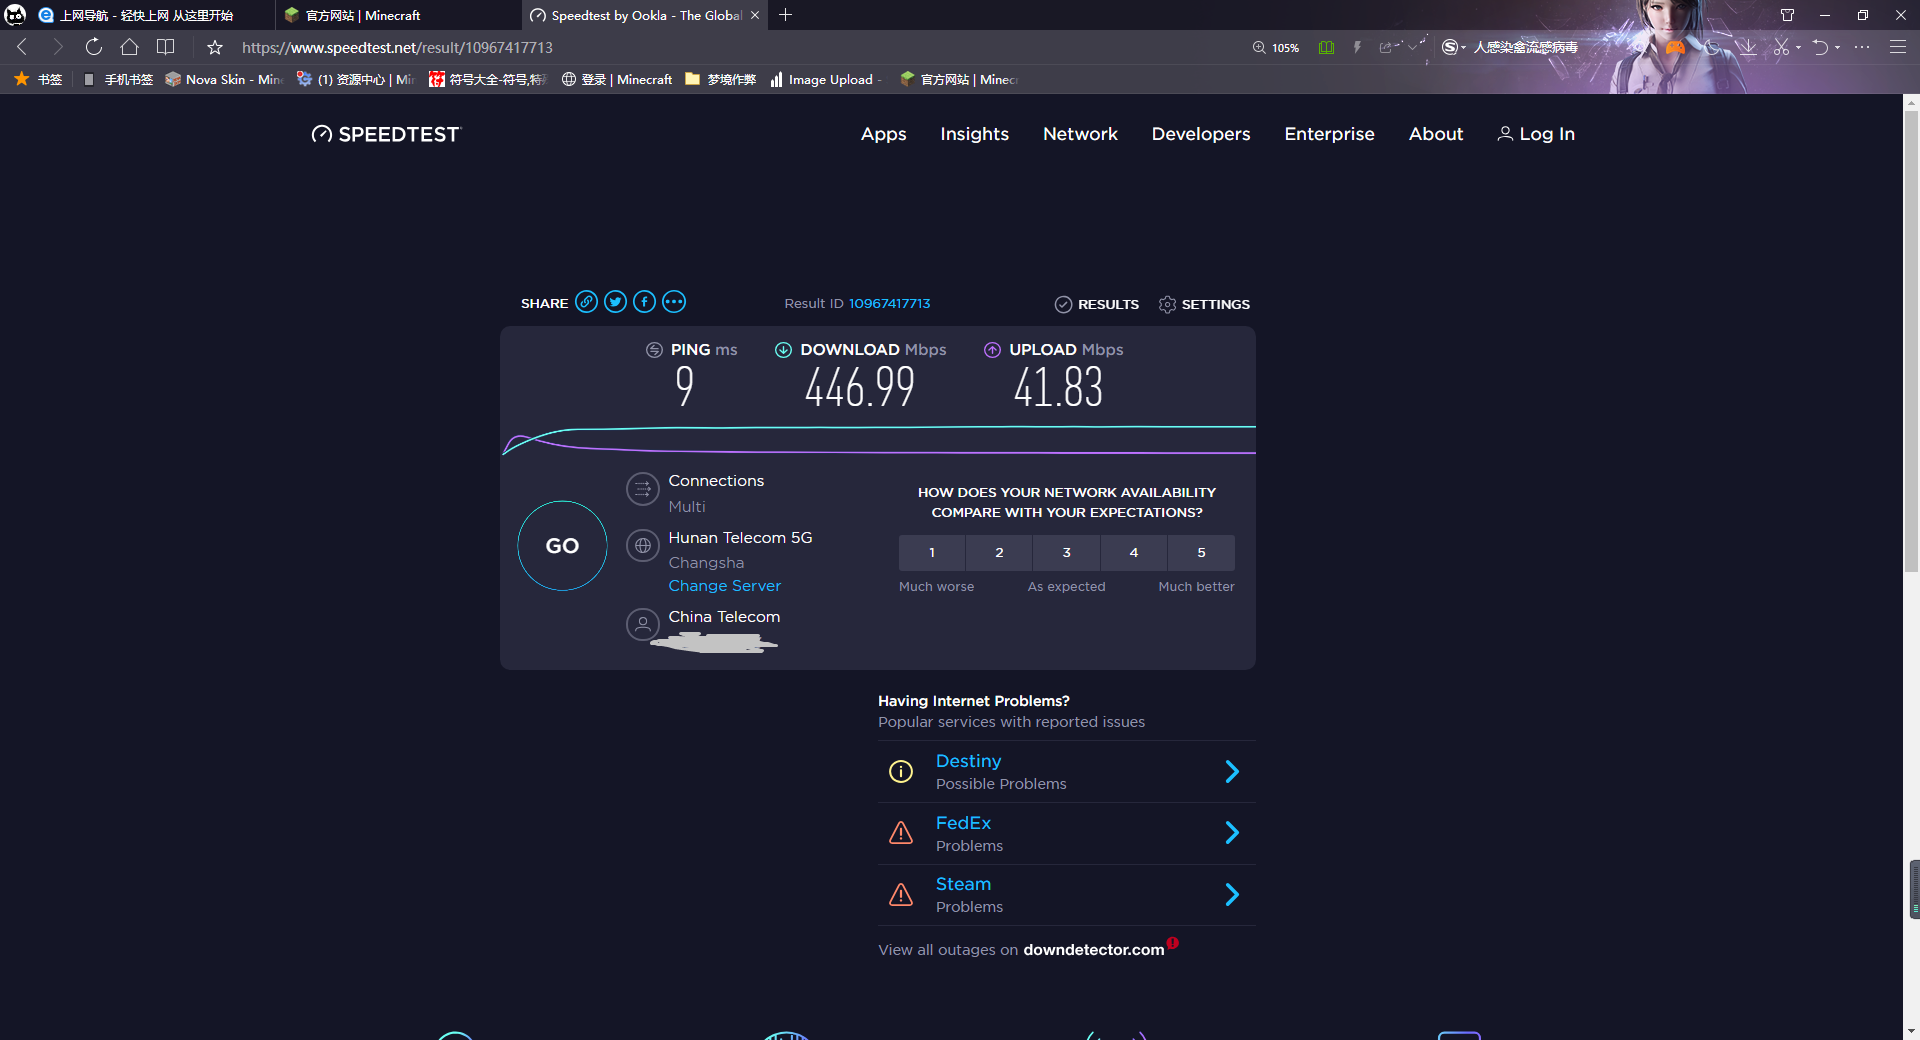 上网导航 - 轻快上网 从这里开始
官方网站 | Minecraft
Speedtest by Ookla - The Global
https://www.speedtest.net/result/10967417713
105%
人感染禽流感病毒
书签
手机书签
Nova Skin - Min
(1) 资源中心 | Mi
符号大全-符号,特
登录 | Minecraft
梦境作弊
Image Upload -
官方网站 | Minec
SPEEDTEST
Apps
Insights
Network
Developers
Enterprise
About
Log In
SHARE
Result ID 10967417713
RESULTS
SETTINGS
PING ms
DOWNLOAD Mbps
UPLOAD Mbps
9
446.99
41.83
GO
Connections
Multi
Hunan Telecom 5G
Changsha
Change Server
China Telecom
HOW DOES YOUR NETWORK AVAILABILITY
COMPARE WITH YOUR EXPECTATIONS?
1
2
3
4
5
Much worse
As expected
Much better
Having Internet Problems?
Popular services with reported issues
Destiny
Possible Problems
FedEx
Problems
Steam
Problems
View all outages on downdetector.com